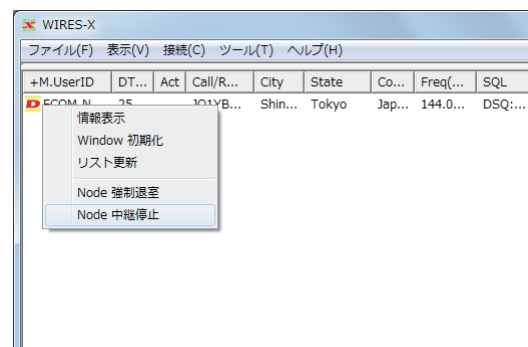 WIRES-X
ファイル(F) 表示(V) 接続(C) ツール(T) ヘルプ(H)
+M.UserID DT... Act Call/R... City State Co... Freq(... SQL
D 25 JQ1YB... Shin... Tokyo Jap... 144.0... DSQ:...
情報表示
Window 初期化
リスト更新
Node 強制退室
Node 中継停止